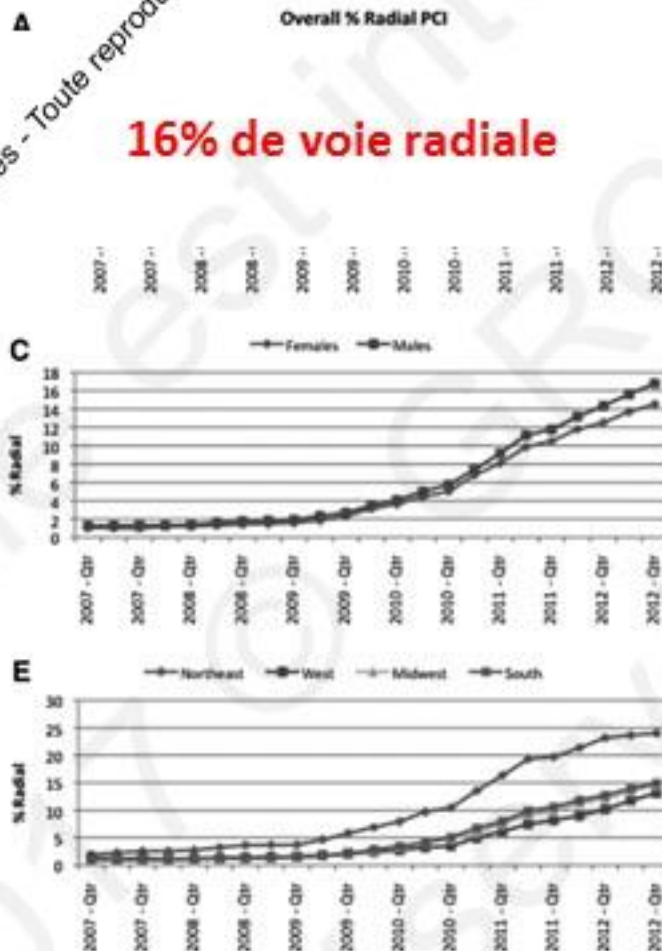 A
Overall % Radial PCI
es - Toute reprodu
16% de voie radiale
2007 - 2007 - 2008 - 2008 - 2009 - 2009 - 2010 - 2010 - 2011 - 2011 - 2012 - 2012 -
C
Females Males
18
16
14
12
10
8
6
4
2
0
% Radial
2007 - Qtr 2007 - Qtr 2008 - Qtr 2008 - Qtr 2009 - Qtr 2009 - Qtr 2010 - Qtr 2010 - Qtr 2011 - Qtr 2011 - Qtr 2012 - Qtr 2012 - Qtr
E
Northeast West Midwest South
30
25
20
15
10
5
0
% Radial
2007 - Qtr 2007 - Qtr 2008 - Qtr 2008 - Qtr 2009 - Qtr 2009 - Qtr 2010 - Qtr 2010 - Qtr 2011 - Qtr 2011 - Qtr 2012 - Qtr 2012 - Qtr